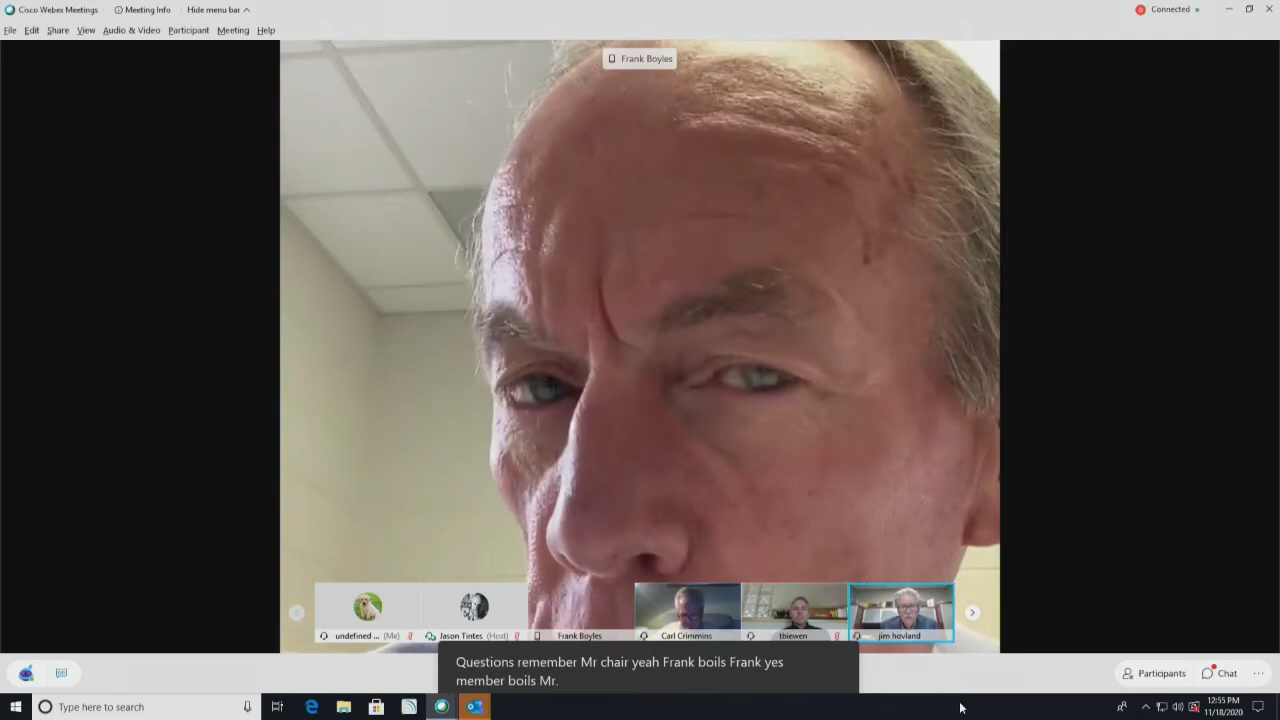 Cisco Webex Meetings
Meeting Info
Hide menu bar
Connected
File Edit Share View Audio & Video Participant Meeting Help
Frank Boyles
undefined ... (Me)
Jason Tintes (Host)
Frank Boyles
Carl Crimmins
tbiewen
jim hovland
Questions remember Mr chair yeah Frank boils Frank yes
member boils Mr.
Participants
Chat
Type here to search
12:55 PM
11/18/2020